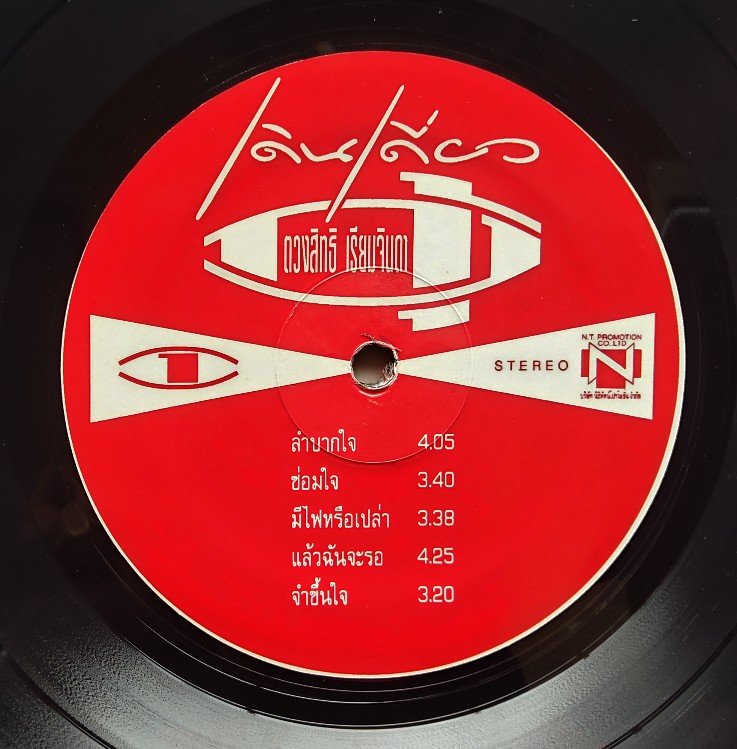 เดินเดี่ยว
ดวงสิทธิ์ เรียมจินดา
1
STEREO
N.T. PROMOTION
CO.,LTD
N
ลำบากใจ 4.05
ซ่อมใจ 3.40
มีไฟหรือเปล่า 3.38
แล้วฉันจะรอ 4.25
จำขึ้นใจ 3.20